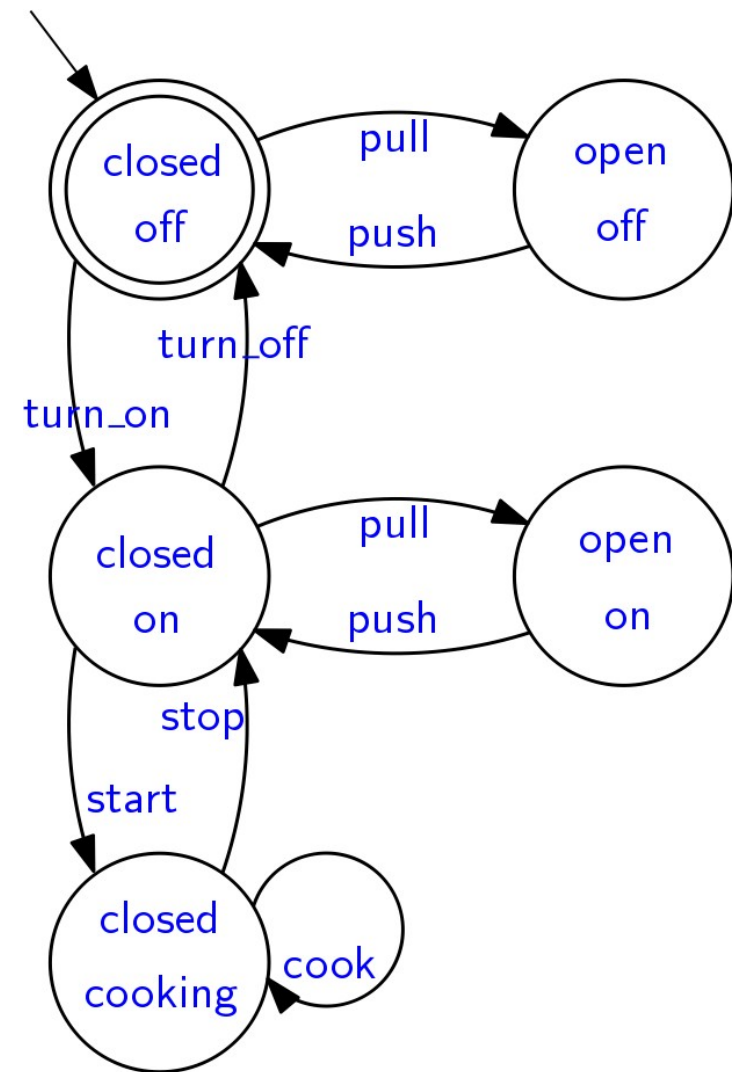 closed
off
pull
push
open
off
turn_off
turn_on
closed
on
pull
push
open
on
stop
start
closed
cooking
cook